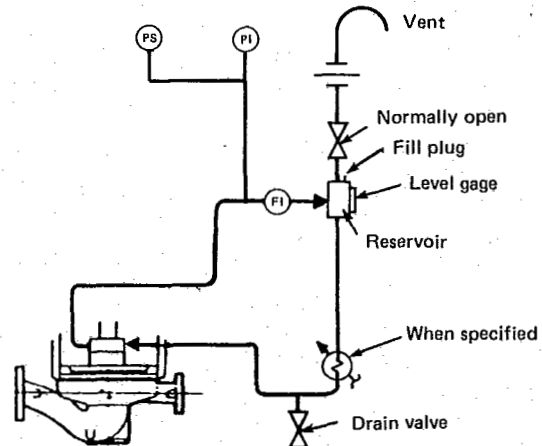 PS
PI
Vent
Normally open
Fill plug
Level gage
FI
Reservoir
When specified
Drain valve